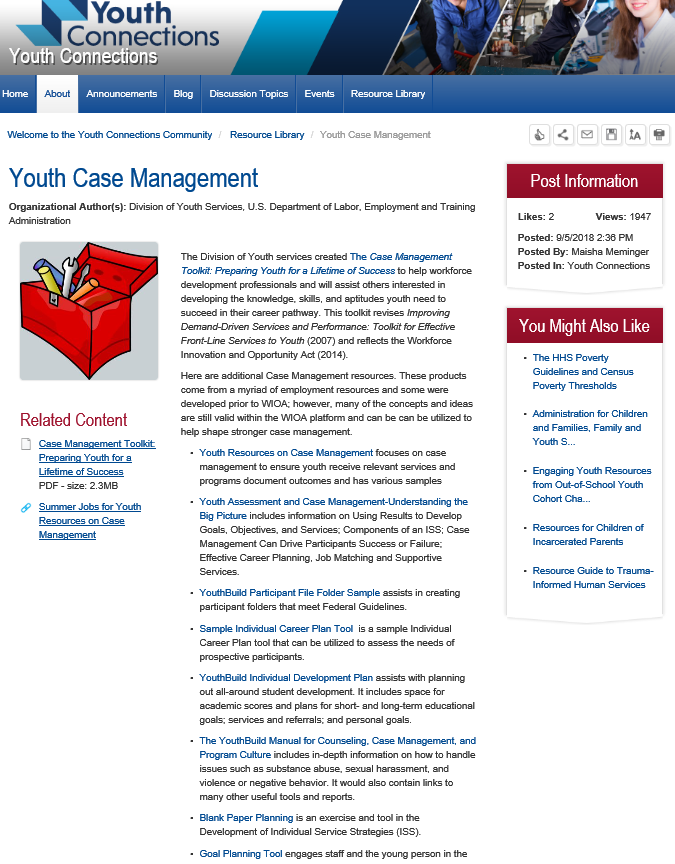 Youth
Connections
Youth Connections
Home About Announcements Blog Discussion Topics Events Resource Library
Welcome to the Youth Connections Community / Resource Library / Youth Case Management
Youth Case Management
Organizational Author(s): Division of Youth Services, U.S. Department of Labor, Employment and Training
Administration
The Division of Youth services created The Case Management
Toolkit: Preparing Youth for a Lifetime of Success to help workforce
development professionals and will assist others interested in
developing the knowledge, skills, and aptitudes youth need to
succeed in their career pathway. This toolkit revises Improving
Demand-Driven Services and Performance: Toolkit for Effective
Front-Line Services to Youth (2007) and reflects the Workforce
Innovation and Opportunity Act (2014).
Here are additional Case Management resources. These products
come from a myriad of employment resources and some were
developed prior to WIOA; however, many of the concepts and ideas
are still valid within the WIOA platform and can be can be utilized to
help shape stronger case management.
• Youth Resources on Case Management focuses on case
management to ensure youth receive relevant services and
programs document outcomes and has various samples
• Youth Assessment and Case Management-Understanding the
Big Picture includes information on Using Results to Develop
Goals, Objectives, and Services; Components of an ISS; Case
Management Can Drive Participants Success or Failure;
Effective Career Planning, Job Matching and Supportive
Services.
• YouthBuild Participant File Folder Sample assists in creating
participant folders that meet Federal Guidelines.
• Sample Individual Career Plan Tool is a sample Individual
Career Plan tool that can be utilized to assess the needs of
prospective participants.
• YouthBuild Individual Development Plan assists with planning
out all-around student development. It includes space for
academic scores and plans for short- and long-term educational
goals; services and referrals; and personal goals.
• The YouthBuild Manual for Counseling, Case Management, and
Program Culture includes in-depth information on how to handle
issues such as substance abuse, sexual harassment, and
violence or negative behavior. It would also contain links to
many other useful tools and reports.
• Blank Paper Planning is an exercise and tool in the
Development of Individual Service Strategies (ISS).
• Goal Planning Tool engages staff and the young person in the
Related Content
Case Management Toolkit:
Preparing Youth for a
Lifetime of Success
PDF - size: 2.3MB
Summer Jobs for Youth
Resources on Case
Management
Post Information
Likes: 2 Views: 1947
Posted: 9/5/2018 2:36 PM
Posted By: Maisha Meminger
Posted In: Youth Connections
You Might Also Like
• The HHS Poverty
Guidelines and Census
Poverty Thresholds
• Administration for Children
and Families, Family and
Youth S...
• Engaging Youth Resources
from Out-of-School Youth
Cohort Cha...
• Resources for Children of
Incarcerated Parents
• Resource Guide to Trauma-
Informed Human Services